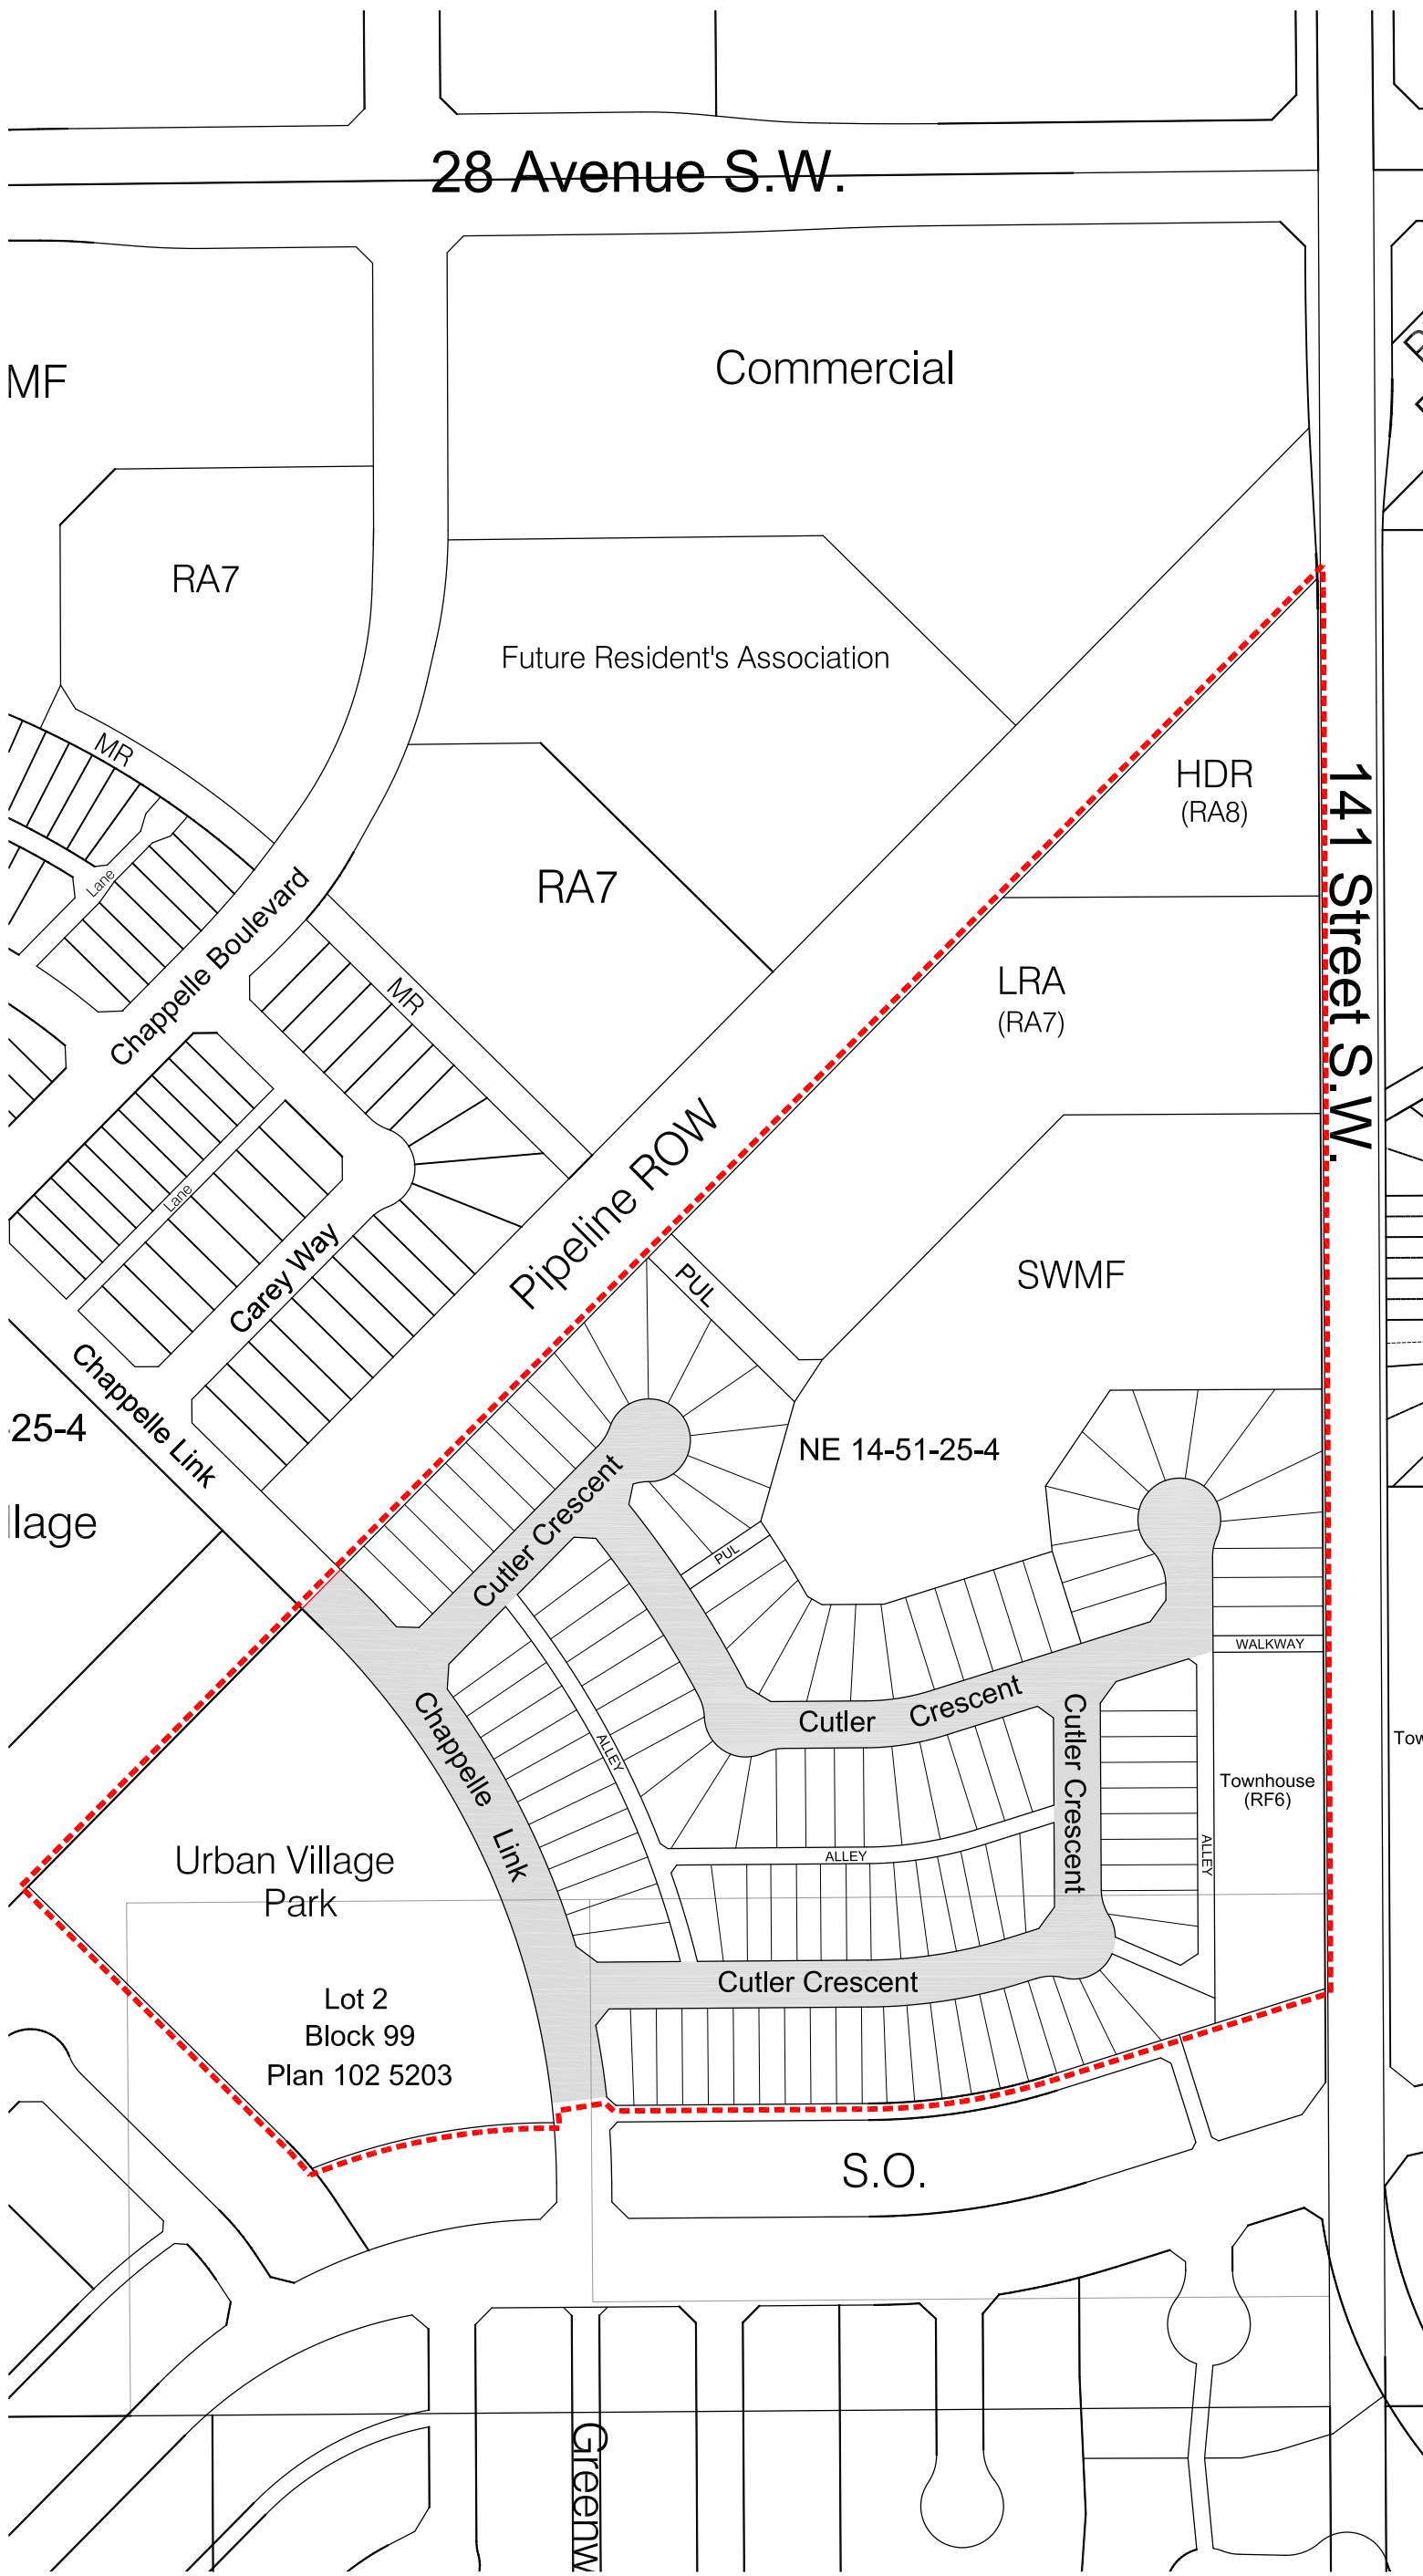 28 Avenue S.W.
Commercial
MF
RA7
Future Resident's Association
MR
HDR
(RA8)
141 Street S.W.
Lane
RA7
Chappelle Boulevard
MR
LRA
(RA7)
Pipeline ROW
Lane
Carey Way
PUL
SWMF
Chappelle Link
-25-4
llage
NE 14-51-25-4
Cutler Crescent
PUL
WALKWAY
Chappelle Link
Cutler Crescent
Cutler Crescent
ALLEY
Tow
Townhouse
(RF6)
ALLEY
ALLEY
Urban Village
Park
Cutler Crescent
Lot 2
Block 99
Plan 102 5203
S.O.
Greenw